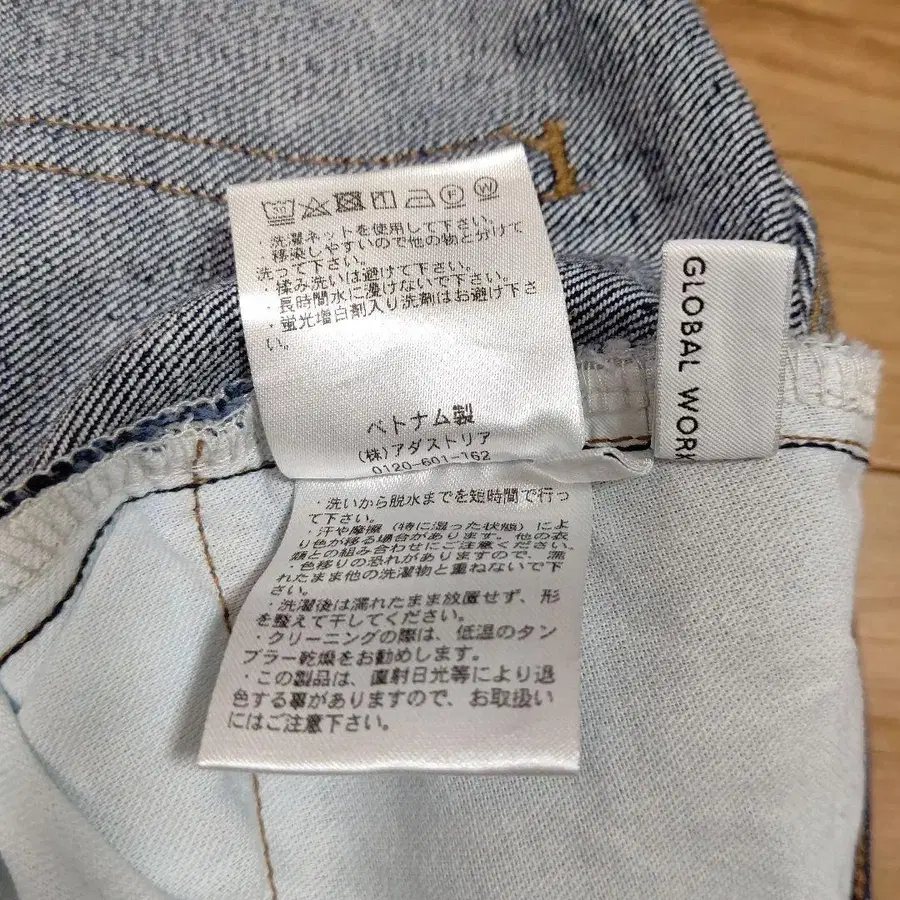 ・洗濯ネットを使用して下さい。
・移染しやすいので他の物と分けて
洗って下さい。
・揉み洗いは避けて下さい。
・長時間水に漬けないで下さい。
・蛍光増白剤入り洗剤はお避け下さ
い。
ベトナム製
(株)アダストリア
0120-601-162
・洗いから脱水までを短時間で行っ
て下さい。
・汗や摩擦（特に湿った状態）によ
り色が移る場合があります。他の衣
類との組み合わせにご注意ください。
・色移りの恐れがありますので、濡
れたまま他の洗濯物と重ねないで下
さい。
・洗濯後は濡れたまま放置せず、形
を整えて干してください。
・クリーニングの際は、低温のタン
ブラー乾燥をお勧めします。
・この製品は、直射日光等により退
色する事がありますので、お取扱い
にはご注意下さい。
GLOBAL WORK